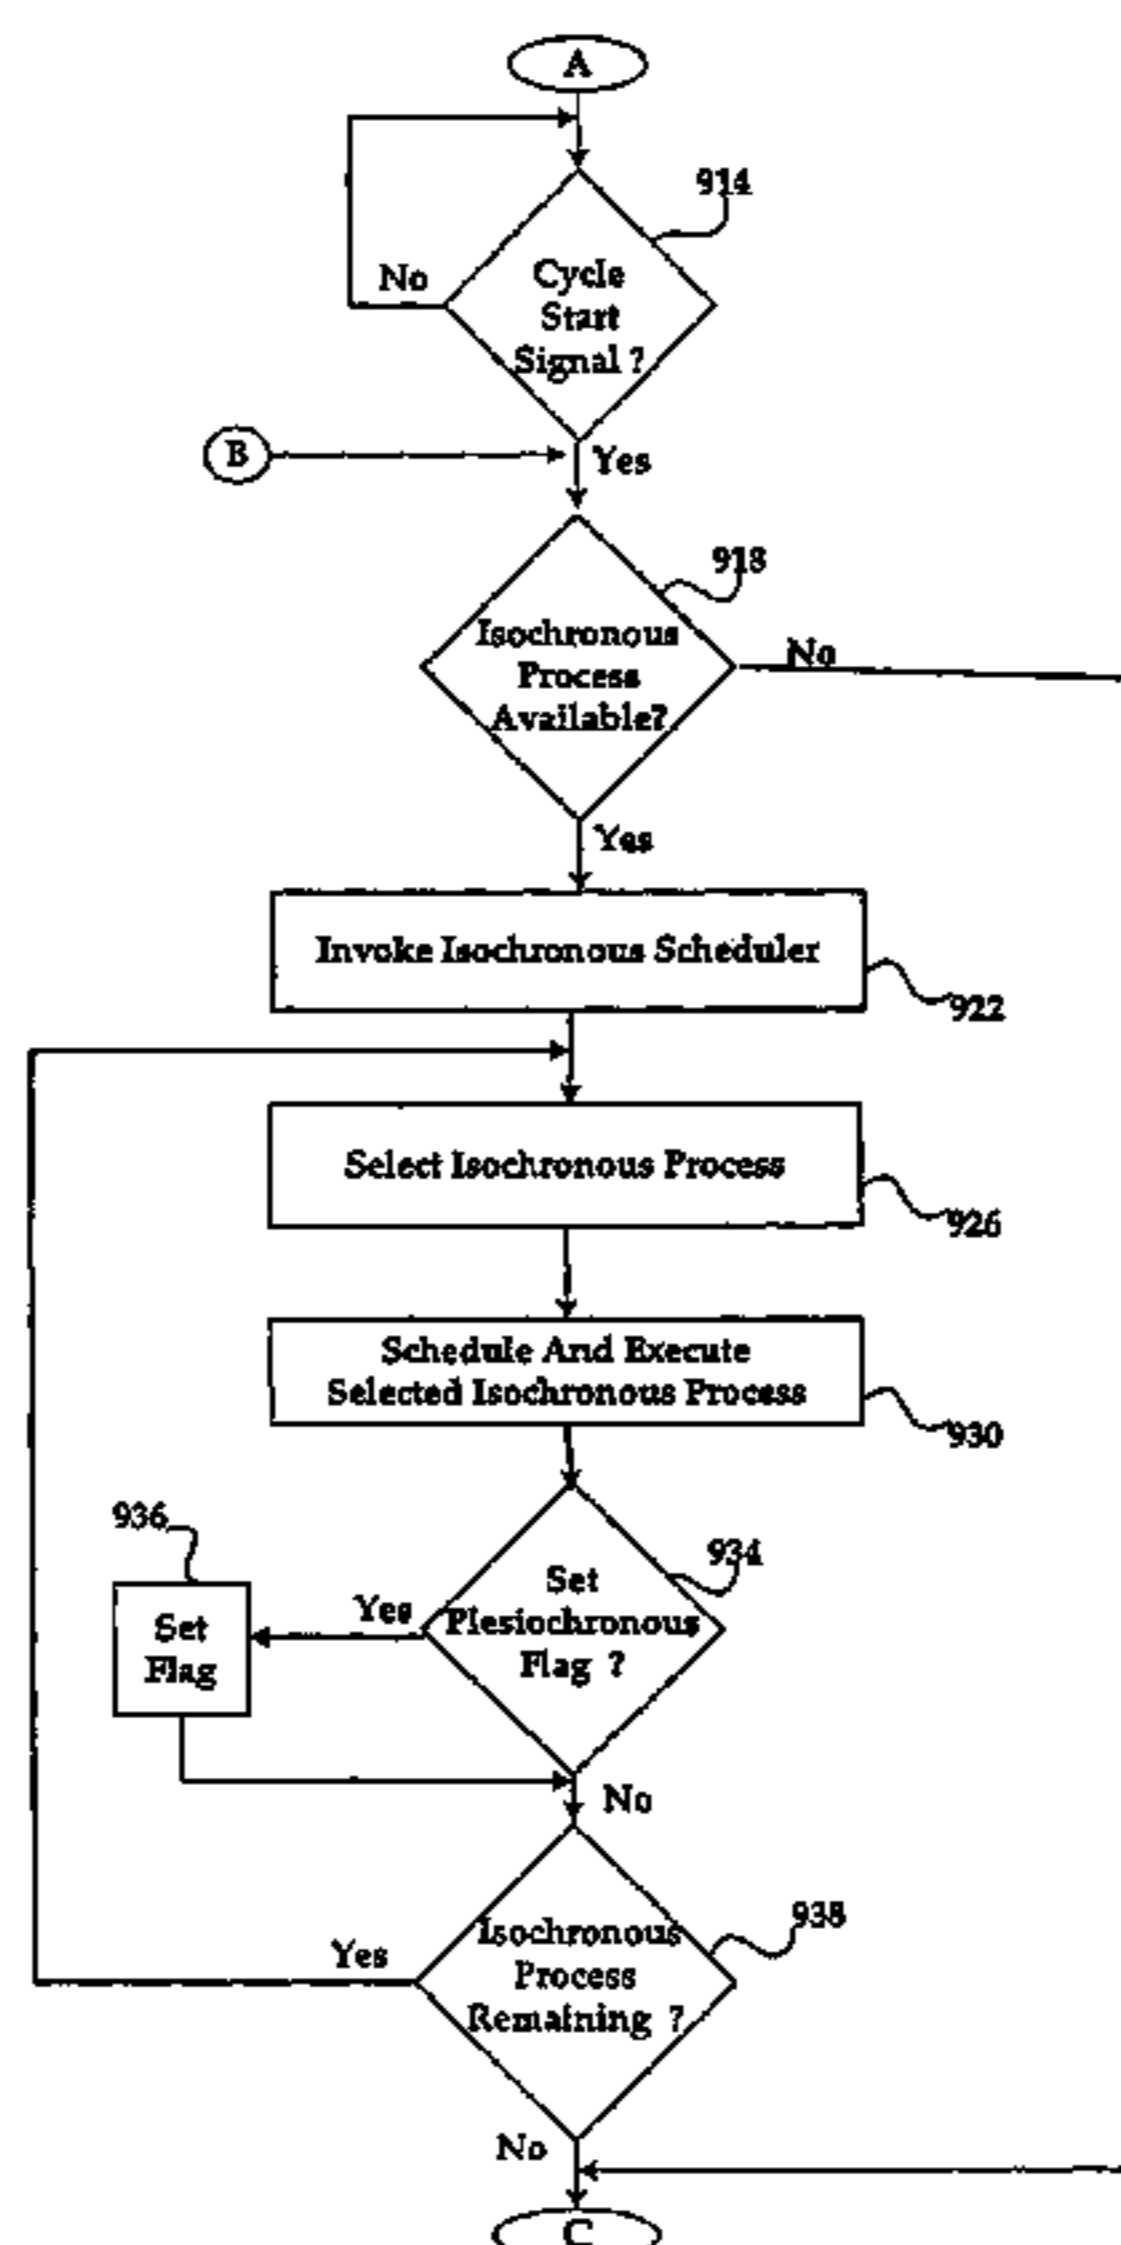 A
914
No
Cycle
Start
Signal ?
B
Yes
918
Isochronous
Process
Available?
No
Yes
Invoke Isochronous Scheduler
922
Select Isochronous Process
926
Schedule And Execute
Selected Isochronous Process
930
936
934
Set
Plesiochronous
Flag ?
Yes
Set
Flag
No
938
Isochronous
Process
Remaining ?
Yes
No
C